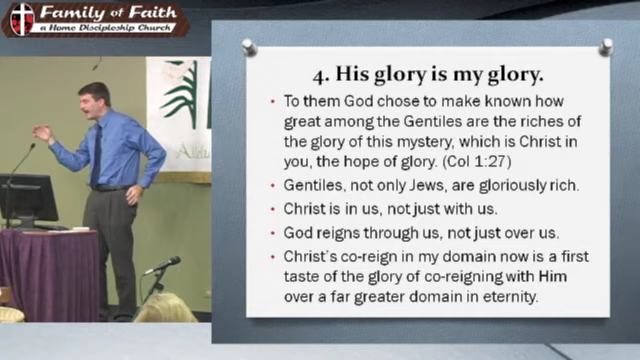 Family of Faith
a Home Discipleship Church
4. His glory is my glory.
• To them God chose to make known how
great among the Gentiles are the riches of
the glory of this mystery, which is Christ in
you, the hope of glory. (Col 1:27)
• Gentiles, not only Jews, are gloriously rich.
• Christ is in us, not just with us.
• God reigns through us, not just over us.
• Christ's co-reign in my domain now is a first
taste of the glory of co-reigning with Him
over a far greater domain in eternity.